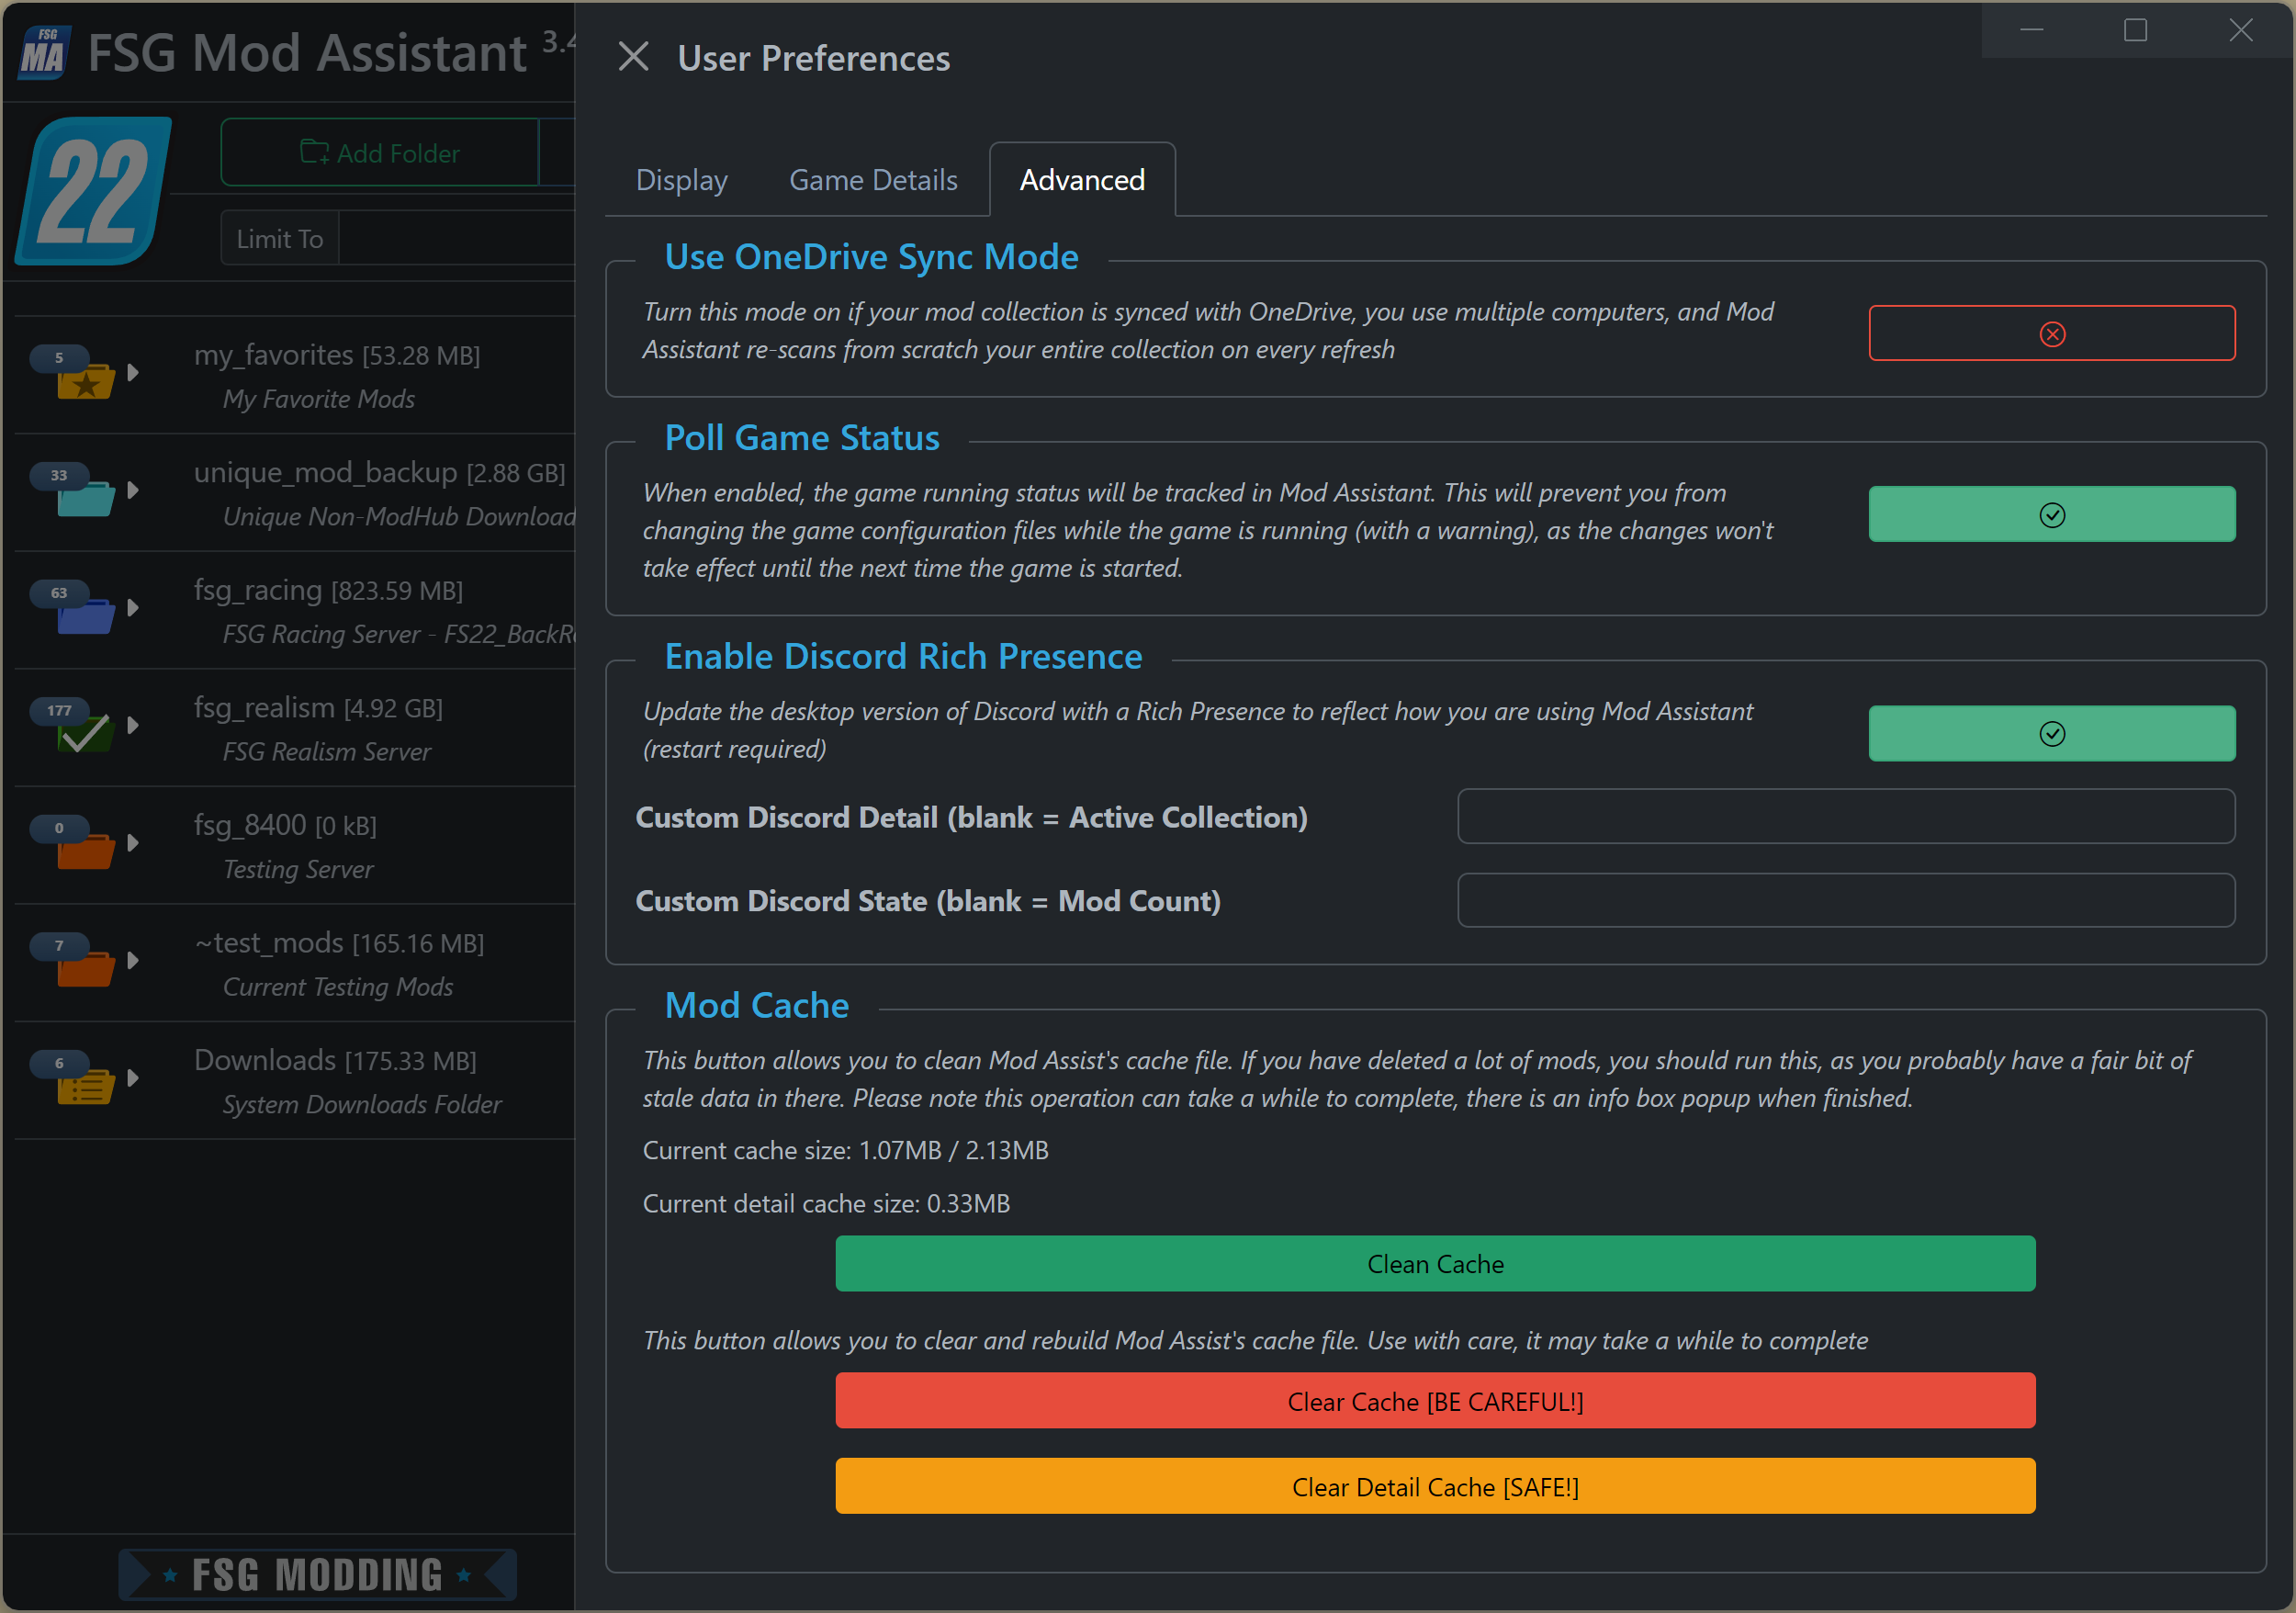 FSG
MA
FSG Mod Assistant
User Preferences
22
Add Folder
Limit To
5
my_favorites [53.28 MB]
My Favorite Mods
33
unique_mod_backup [2.88 GB]
Unique Non-ModHub Download
63
fsg_racing [823.59 MB]
FSG Racing Server - FS22_BackR
177
fsg_realism [4.92 GB]
FSG Realism Server
0
fsg_8400 [0 kB]
Testing Server
7
~test_mods [165.16 MB]
Current Testing Mods
6
Downloads [175.33 MB]
System Downloads Folder
FSG MODDING
Display
Game Details
Advanced
Use OneDrive Sync Mode
Turn this mode on if your mod collection is synced with OneDrive, you use multiple computers, and Mod
Assistant re-scans from scratch your entire collection on every refresh
Poll Game Status
When enabled, the game running status will be tracked in Mod Assistant. This will prevent you from
changing the game configuration files while the game is running (with a warning), as the changes won't
take effect until the next time the game is started.
Enable Discord Rich Presence
Update the desktop version of Discord with a Rich Presence to reflect how you are using Mod Assistant
(restart required)
Custom Discord Detail (blank = Active Collection)
Custom Discord State (blank = Mod Count)
Mod Cache
This button allows you to clean Mod Assist's cache file. If you have deleted a lot of mods, you should run this, as you probably have a fair bit of
stale data in there. Please note this operation can take a while to complete, there is an info box popup when finished.
Current cache size: 1.07MB / 2.13MB
Current detail cache size: 0.33MB
Clean Cache
This button allows you to clear and rebuild Mod Assist's cache file. Use with care, it may take a while to complete
Clear Cache [BE CAREFUL!]
Clear Detail Cache [SAFE!]